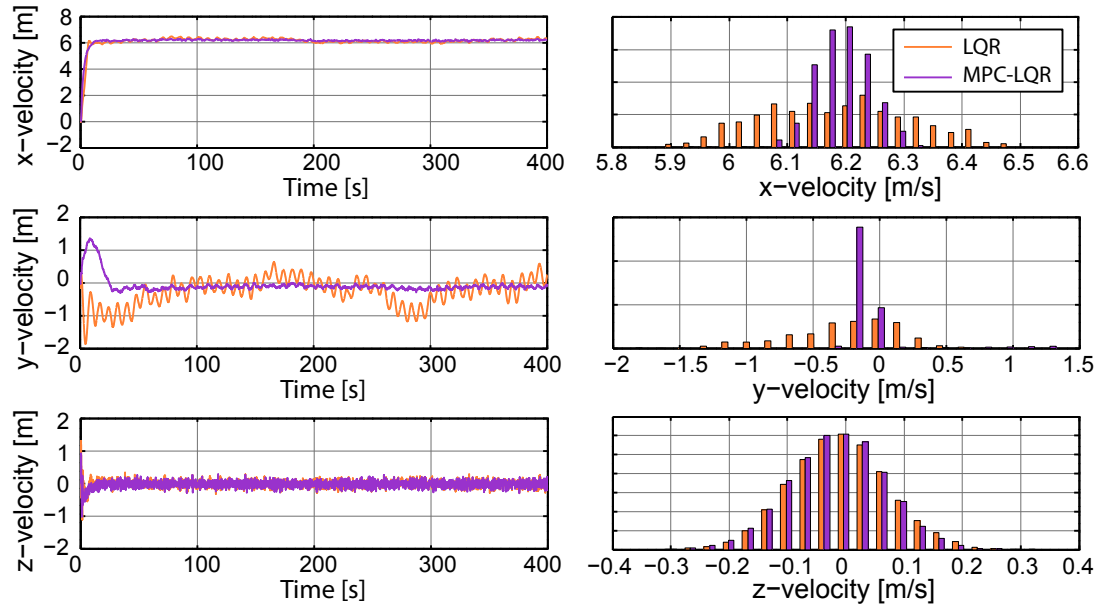 x−velocity [m]
8
6
4
2
0
−2
0 100 200 300 400
Time [s]
LQR
MPC-LQR
5.8 5.9 6 6.1 6.2 6.3 6.4 6.5 6.6
x−velocity [m/s]
y−velocity [m]
2
1
0
−1
−2
0 100 200 300 400
Time [s]
−2 −1.5 −1 −0.5 0 0.5 1 1.5
y−velocity [m/s]
z−velocity [m]
2
1
0
−1
−2
0 100 200 300 400
Time [s]
−0.4 −0.3 −0.2 −0.1 0 0.1 0.2 0.3 0.4
z−velocity [m/s]